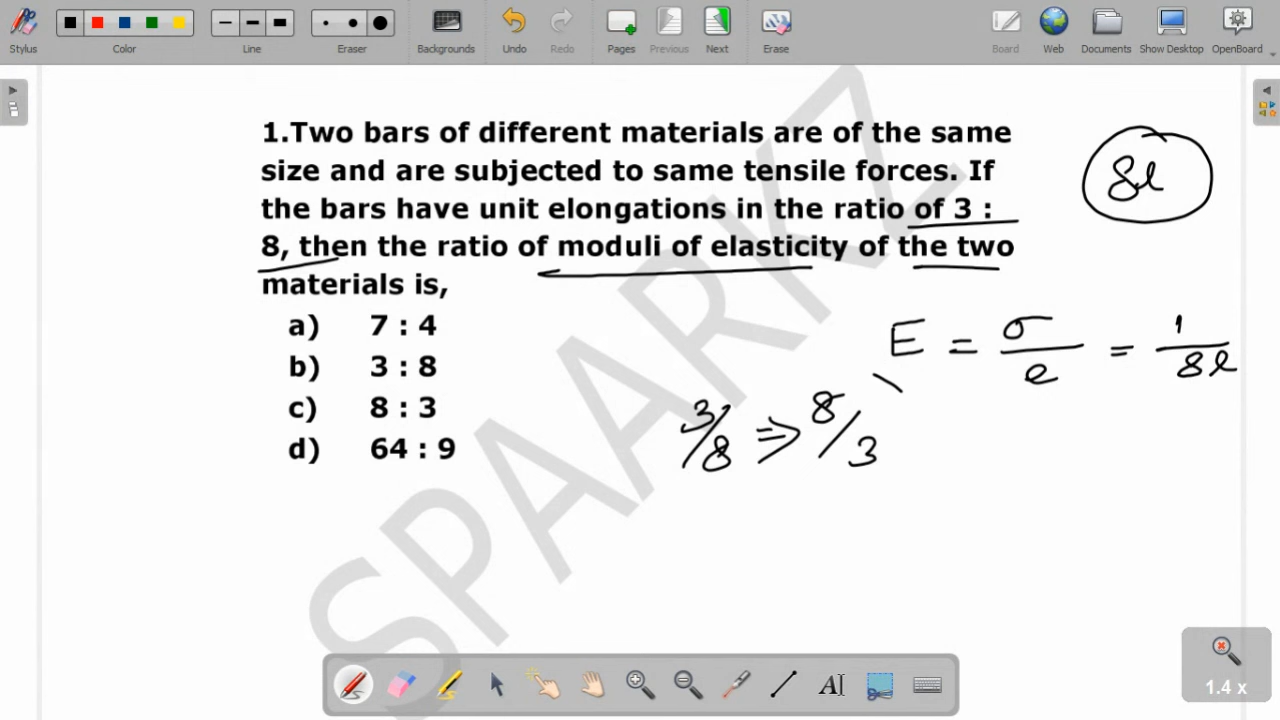 Stylus Color Line Eraser Backgrounds Undo Redo Pages Previous Next Erase Board Web Documents Show Desktop OpenBoard
SPARKZ
1.Two bars of different materials are of the same
size and are subjected to same tensile forces. If
the bars have unit elongations in the ratio of 3 :
8, then the ratio of moduli of elasticity of the two
materials is,
a) 7 : 4
b) 3 : 8
c) 8 : 3
d) 64 : 9
δl
E = σ/e = 1/δl
3/8 ⇒ 8/3
1.4 x